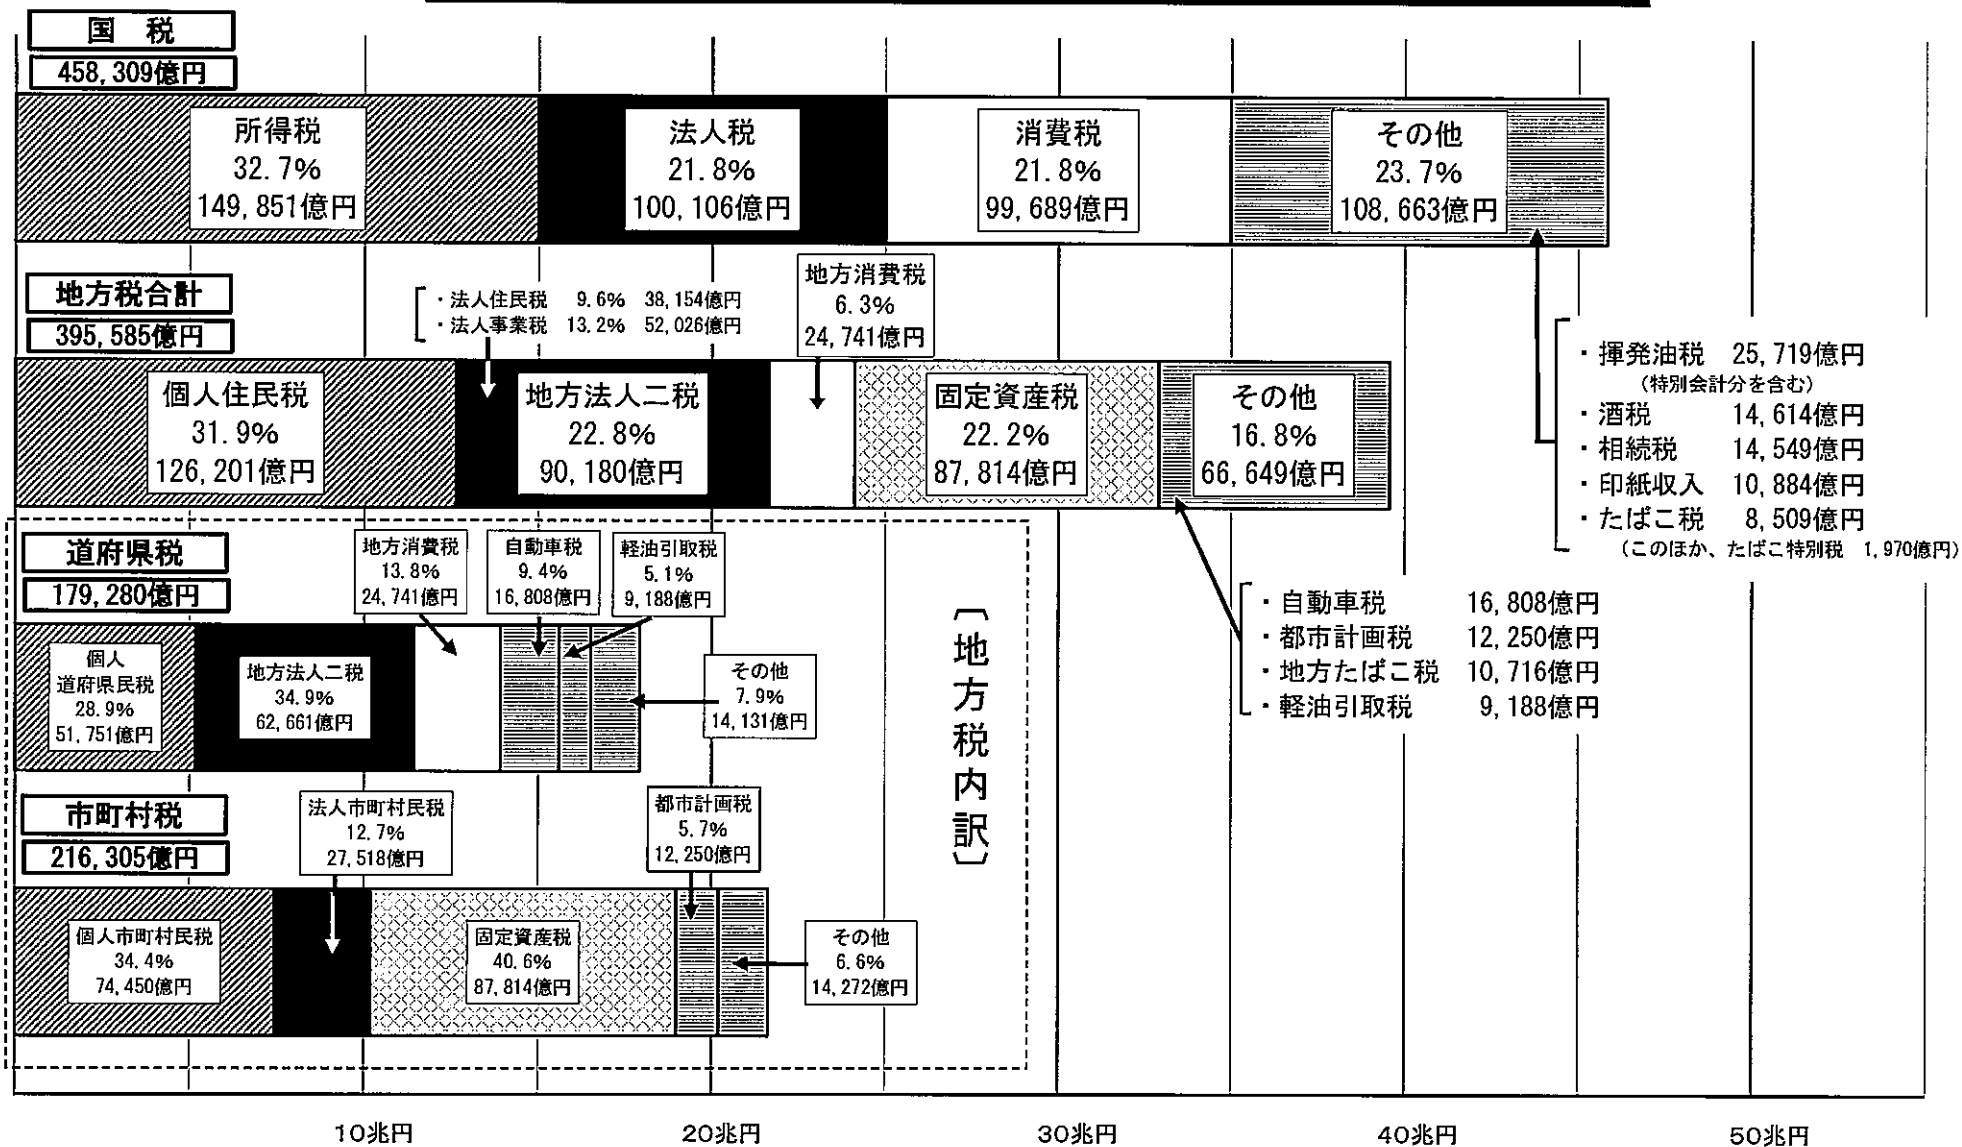 国 税
458,309億円
所得税
32.7%
149,851億円
法人税
21.8%
100,106億円
消費税
21.8%
99,689億円
その他
23.7%
108,663億円
・揮発油税 25,719億円
(特別会計分を含む)
・酒税 14,614億円
・相続税 14,549億円
・印紙収入 10,884億円
・たばこ税 8,509億円
(このほか、たばこ特別税 1,970億円)
地方税合計
395,585億円
・法人住民税 9.6% 38,154億円
・法人事業税 13.2% 52,026億円
地方消費税
6.3%
24,741億円
個人住民税
31.9%
126,201億円
地方法人二税
22.8%
90,180億円
固定資産税
22.2%
87,814億円
その他
16.8%
66,649億円
・自動車税 16,808億円
・都市計画税 12,250億円
・地方たばこ税 10,716億円
・軽油引取税 9,188億円
〔地方税内訳〕
道府県税
179,280億円
地方消費税
13.8%
24,741億円
自動車税
9.4%
16,808億円
軽油引取税
5.1%
9,188億円
個人
道府県民税
28.9%
51,751億円
地方法人二税
34.9%
62,661億円
その他
7.9%
14,131億円
市町村税
216,305億円
法人市町村民税
12.7%
27,518億円
都市計画税
5.7%
12,250億円
個人市町村民税
34.4%
74,450億円
固定資産税
40.6%
87,814億円
その他
6.6%
14,272億円
10兆円 20兆円 30兆円 40兆円 50兆円